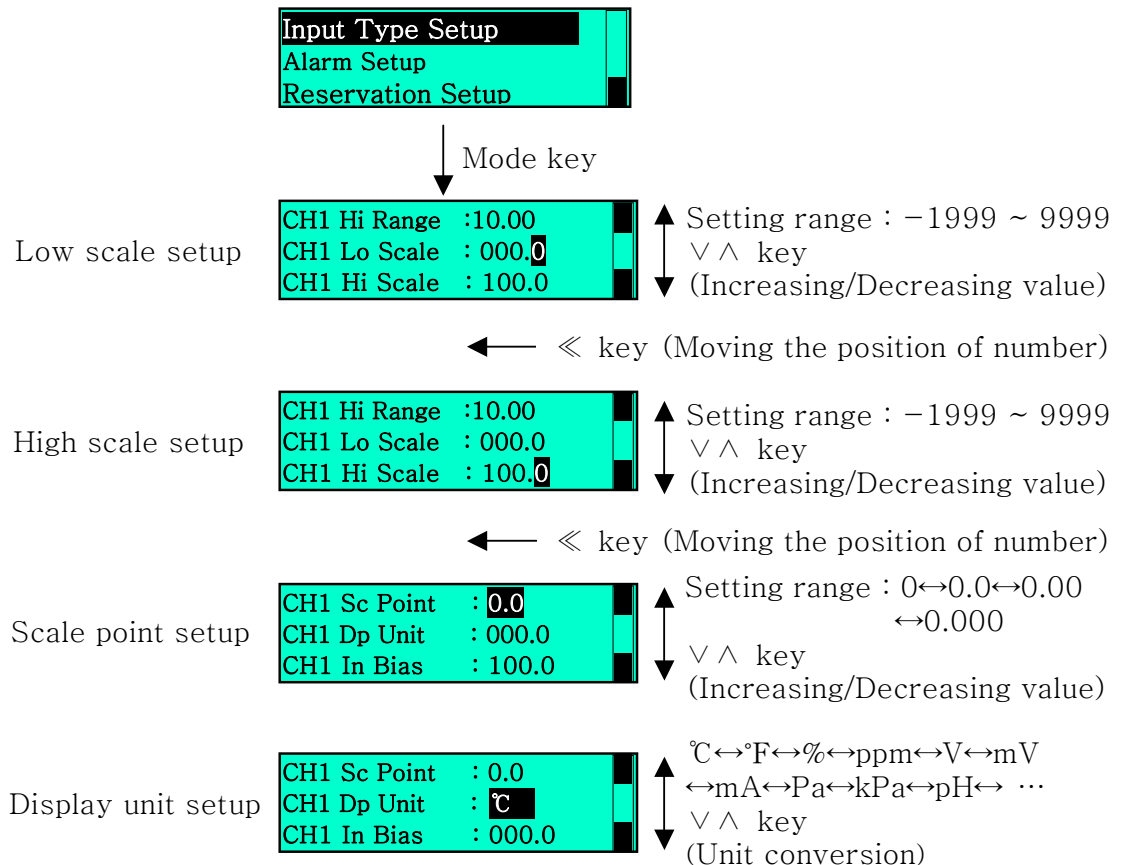 Input Type Setup
Alarm Setup
Reservation Setup
Mode key
Low scale setup
CH1 Hi Range :10.00
CH1 Lo Scale : 000.0
CH1 Hi Scale : 100.0
Setting range : −1999 ~ 9999
∨∧ key
(Increasing/Decreasing value)
≪ key (Moving the position of number)
High scale setup
CH1 Hi Range :10.00
CH1 Lo Scale : 000.0
CH1 Hi Scale : 100.0
Setting range : −1999 ~ 9999
∨∧ key
(Increasing/Decreasing value)
≪ key (Moving the position of number)
Scale point setup
CH1 Sc Point : 0.0
CH1 Dp Unit : 000.0
CH1 In Bias : 100.0
Setting range : 0↔0.0↔0.00
↔0.000
∨∧ key
(Increasing/Decreasing value)
Display unit setup
CH1 Sc Point : 0.0
CH1 Dp Unit : ℃
CH1 In Bias : 000.0
℃↔℉↔%↔ppm↔V↔mV
↔mA↔Pa↔kPa↔pH↔ …
∨∧ key
(Unit conversion)